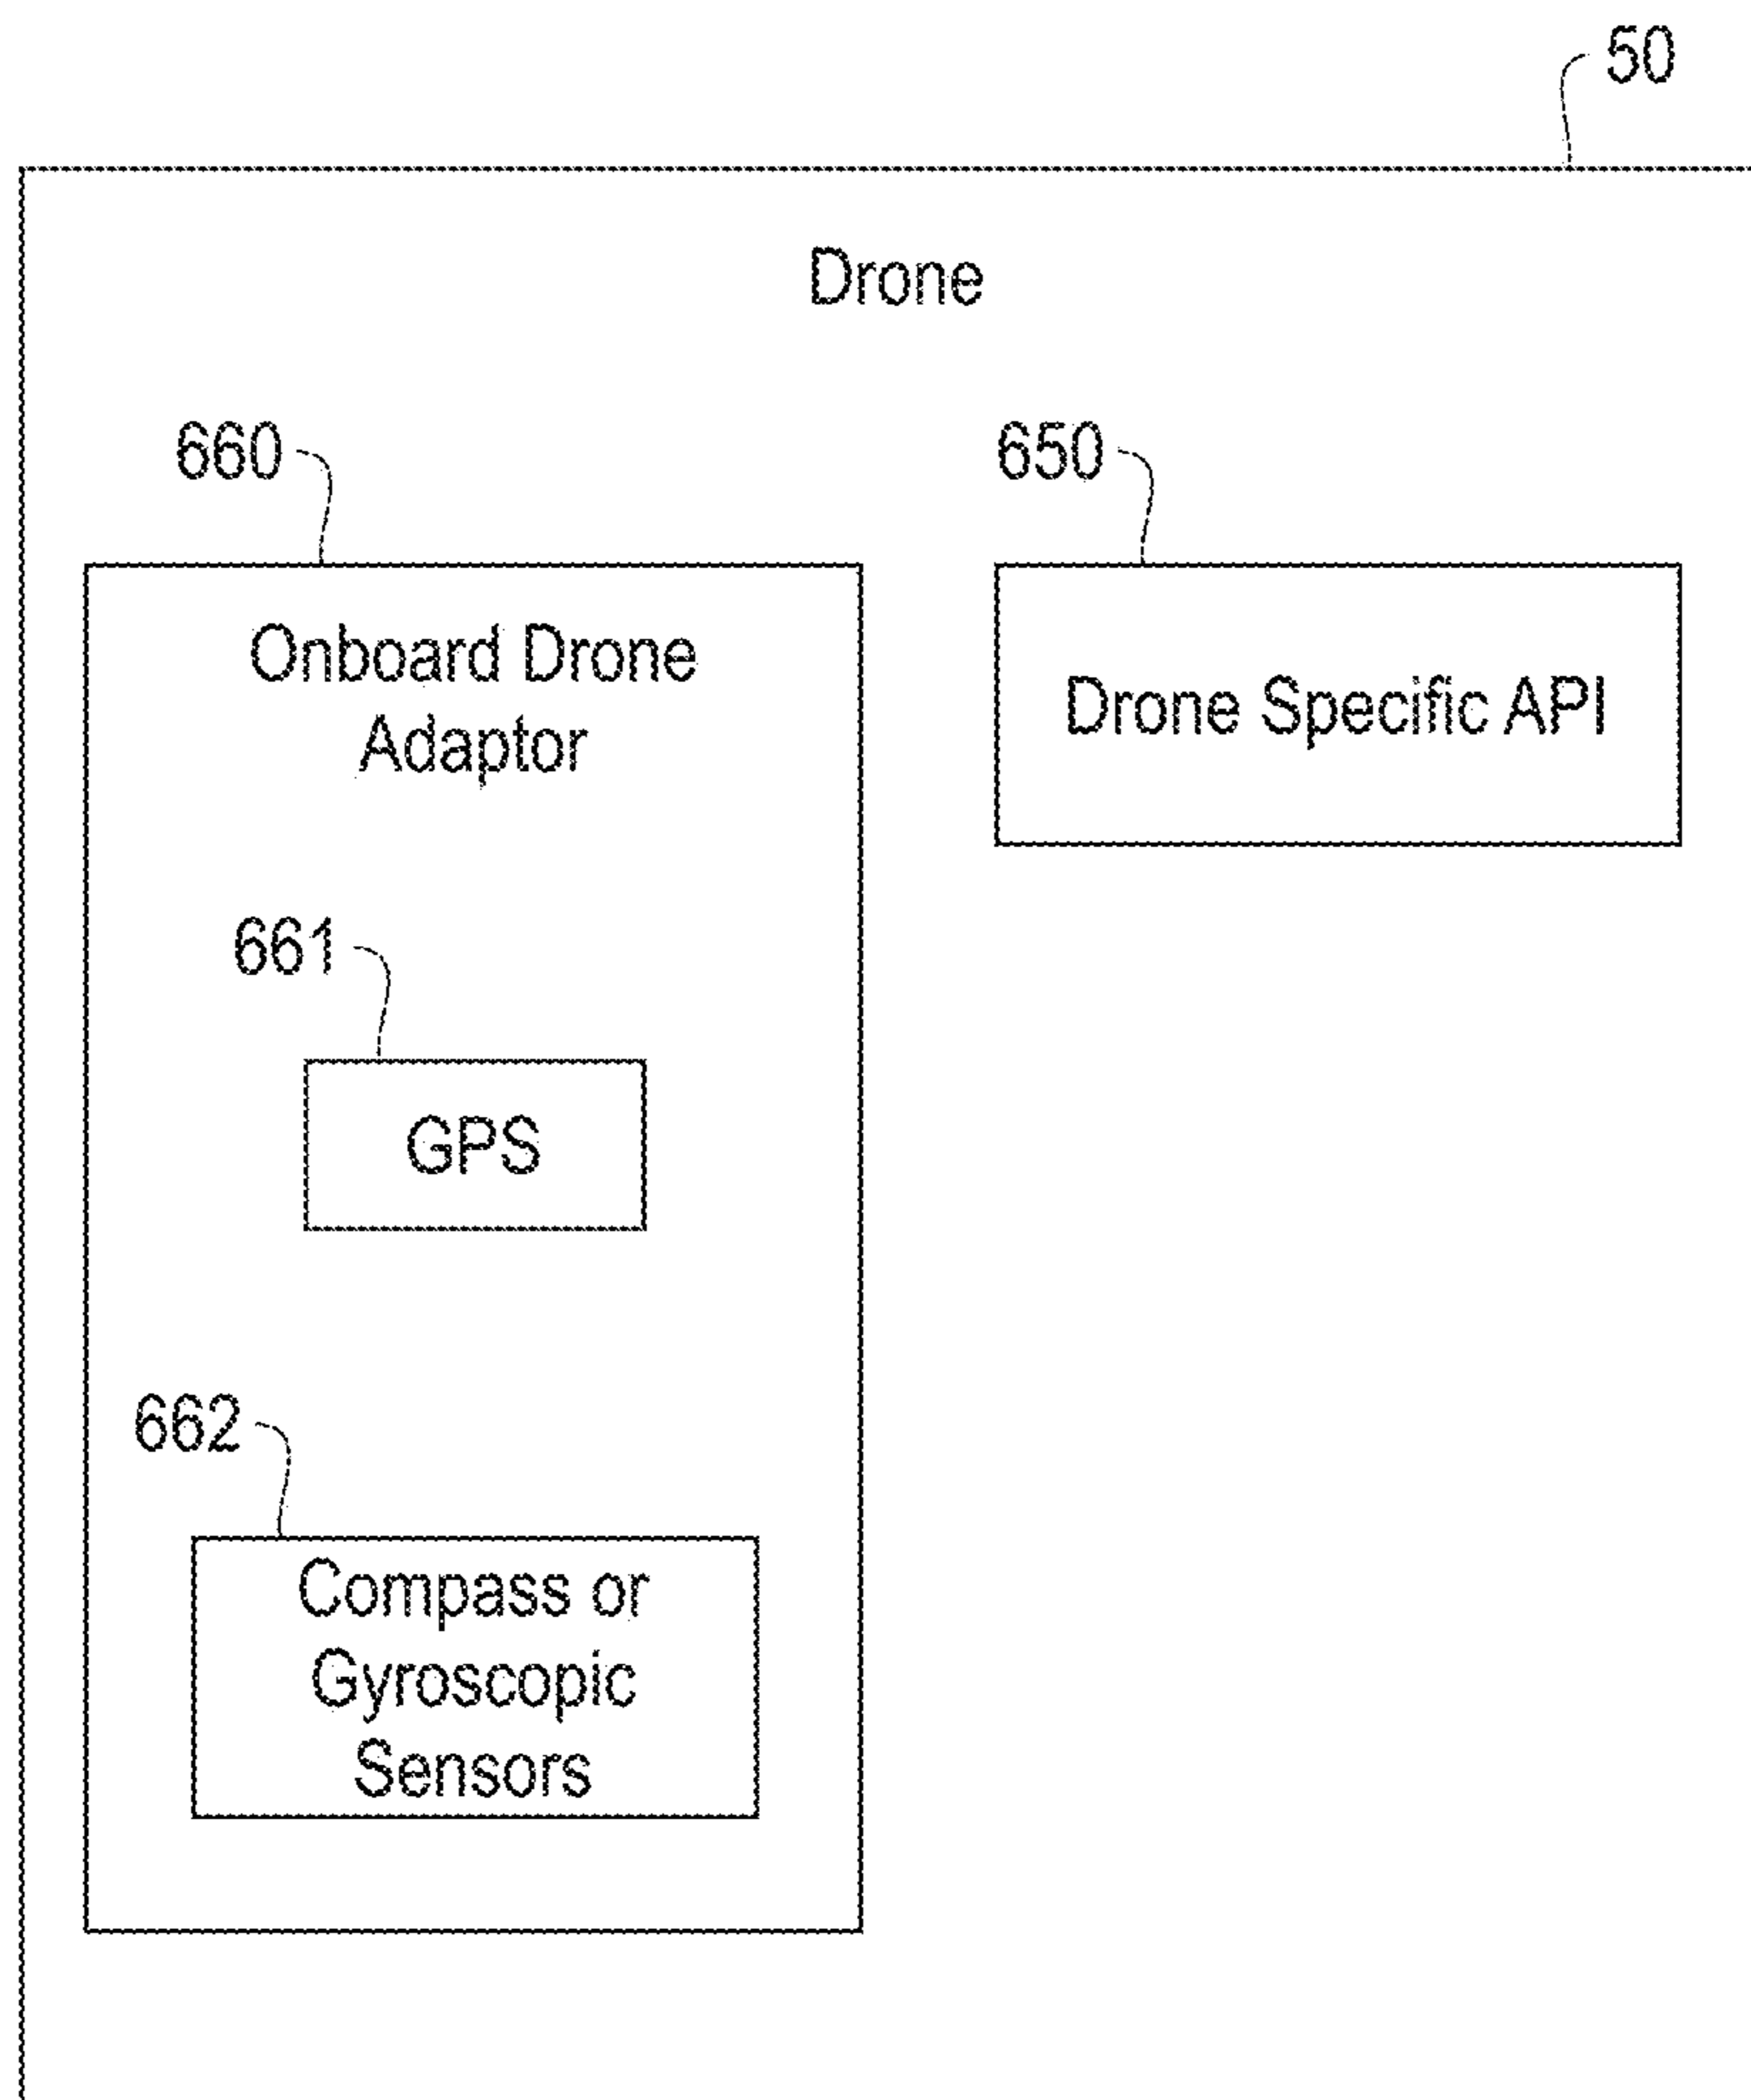 50
Drone
660
650
Onboard Drone
Adaptor
Drone Specific API
661
GPS
662
Compass or
Gyroscopic
Sensors